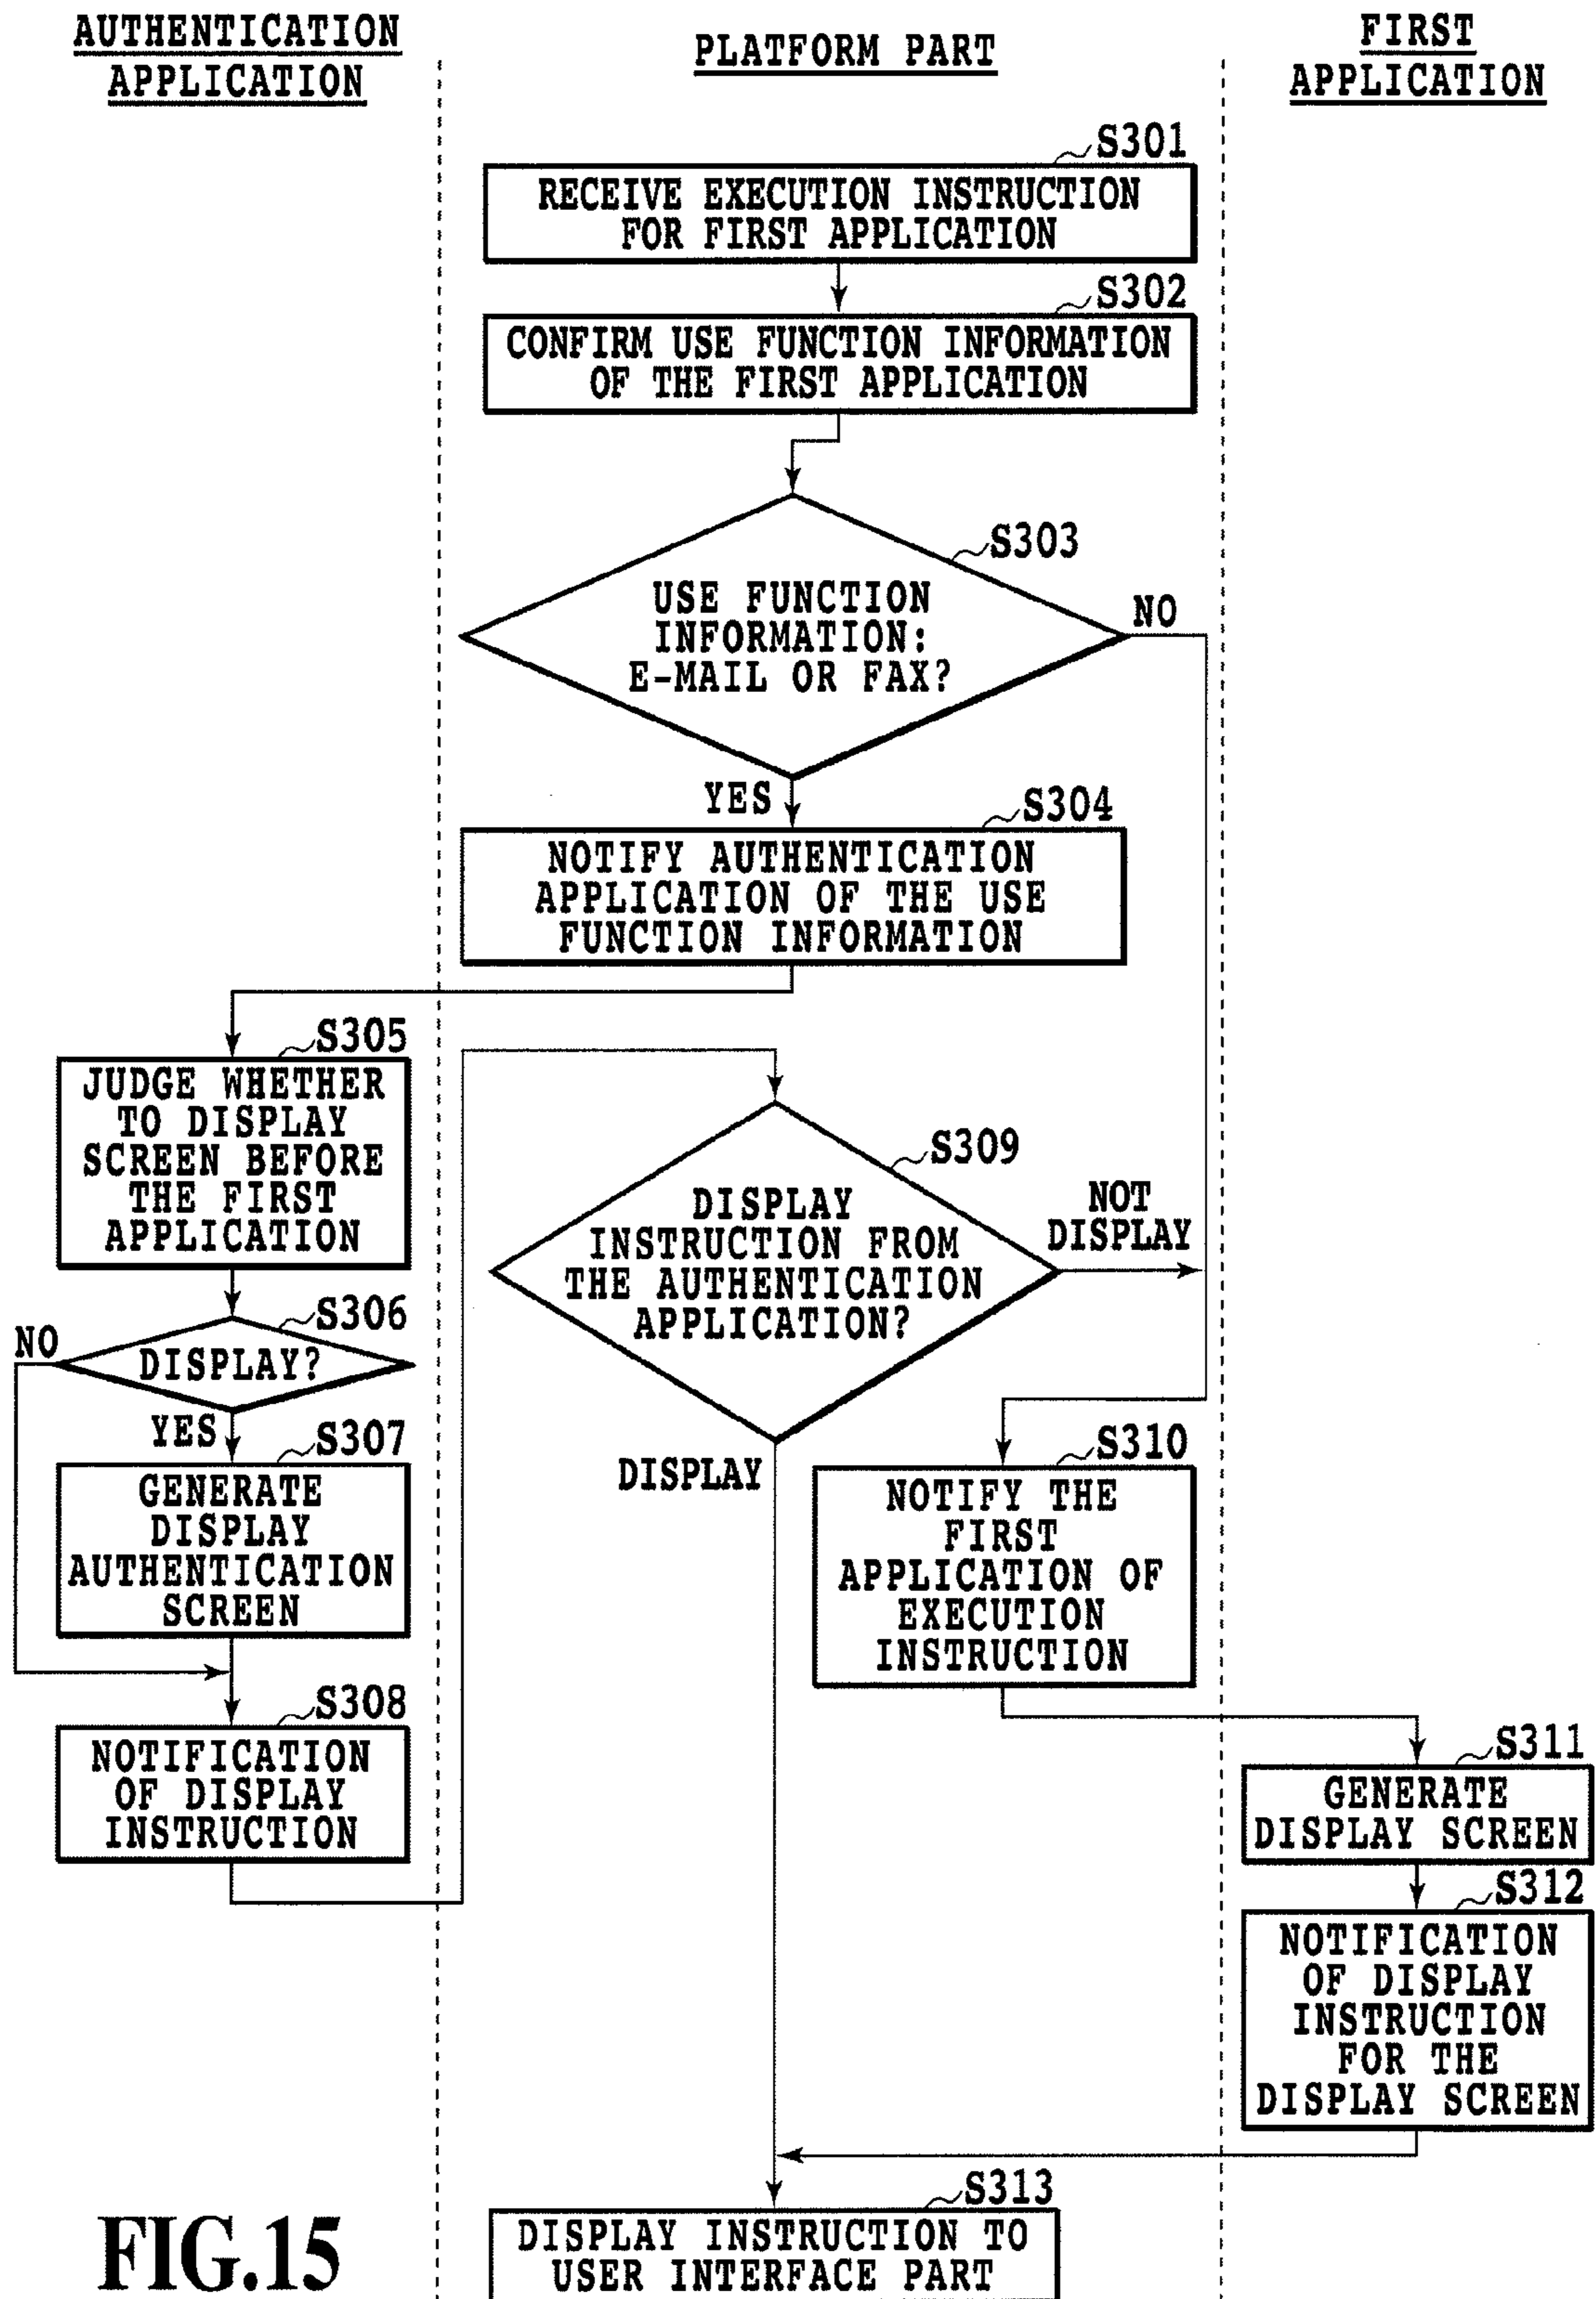 AUTHENTICATION
APPLICATION
PLATFORM PART
FIRST
APPLICATION
S301
RECEIVE EXECUTION INSTRUCTION
FOR FIRST APPLICATION
S302
CONFIRM USE FUNCTION INFORMATION
OF THE FIRST APPLICATION
S303
USE FUNCTION
INFORMATION:
E-MAIL OR FAX?
NO
YES
S304
NOTIFY AUTHENTICATION
APPLICATION OF THE USE
FUNCTION INFORMATION
S305
JUDGE WHETHER
TO DISPLAY
SCREEN BEFORE
THE FIRST
APPLICATION
S306
DISPLAY?
NO
YES
S307
GENERATE
DISPLAY
AUTHENTICATION
SCREEN
S308
NOTIFICATION
OF DISPLAY
INSTRUCTION
S309
DISPLAY
INSTRUCTION FROM
THE AUTHENTICATION
APPLICATION?
NOT
DISPLAY
DISPLAY
S310
NOTIFY THE
FIRST
APPLICATION OF
EXECUTION
INSTRUCTION
S311
GENERATE
DISPLAY SCREEN
S312
NOTIFICATION
OF DISPLAY
INSTRUCTION
FOR THE
DISPLAY SCREEN
S313
DISPLAY INSTRUCTION TO
USER INTERFACE PART
FIG.15